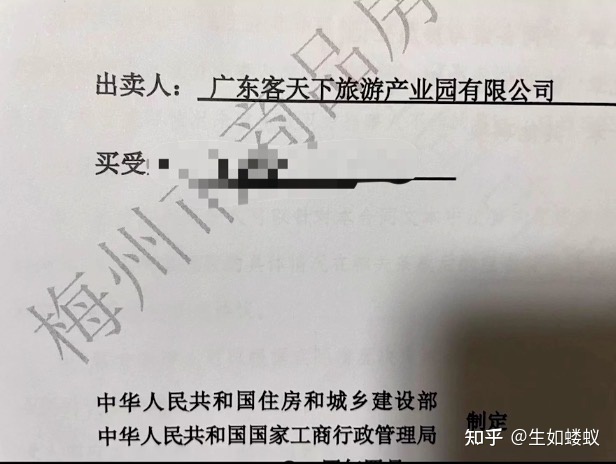 出卖人：广东客天下旅游产业园有限公司
买受
梅州市商品房
中华人民共和国住房和城乡建设部
中华人民共和国国家工商行政管理局
制定
知乎 @生如蝼蚁